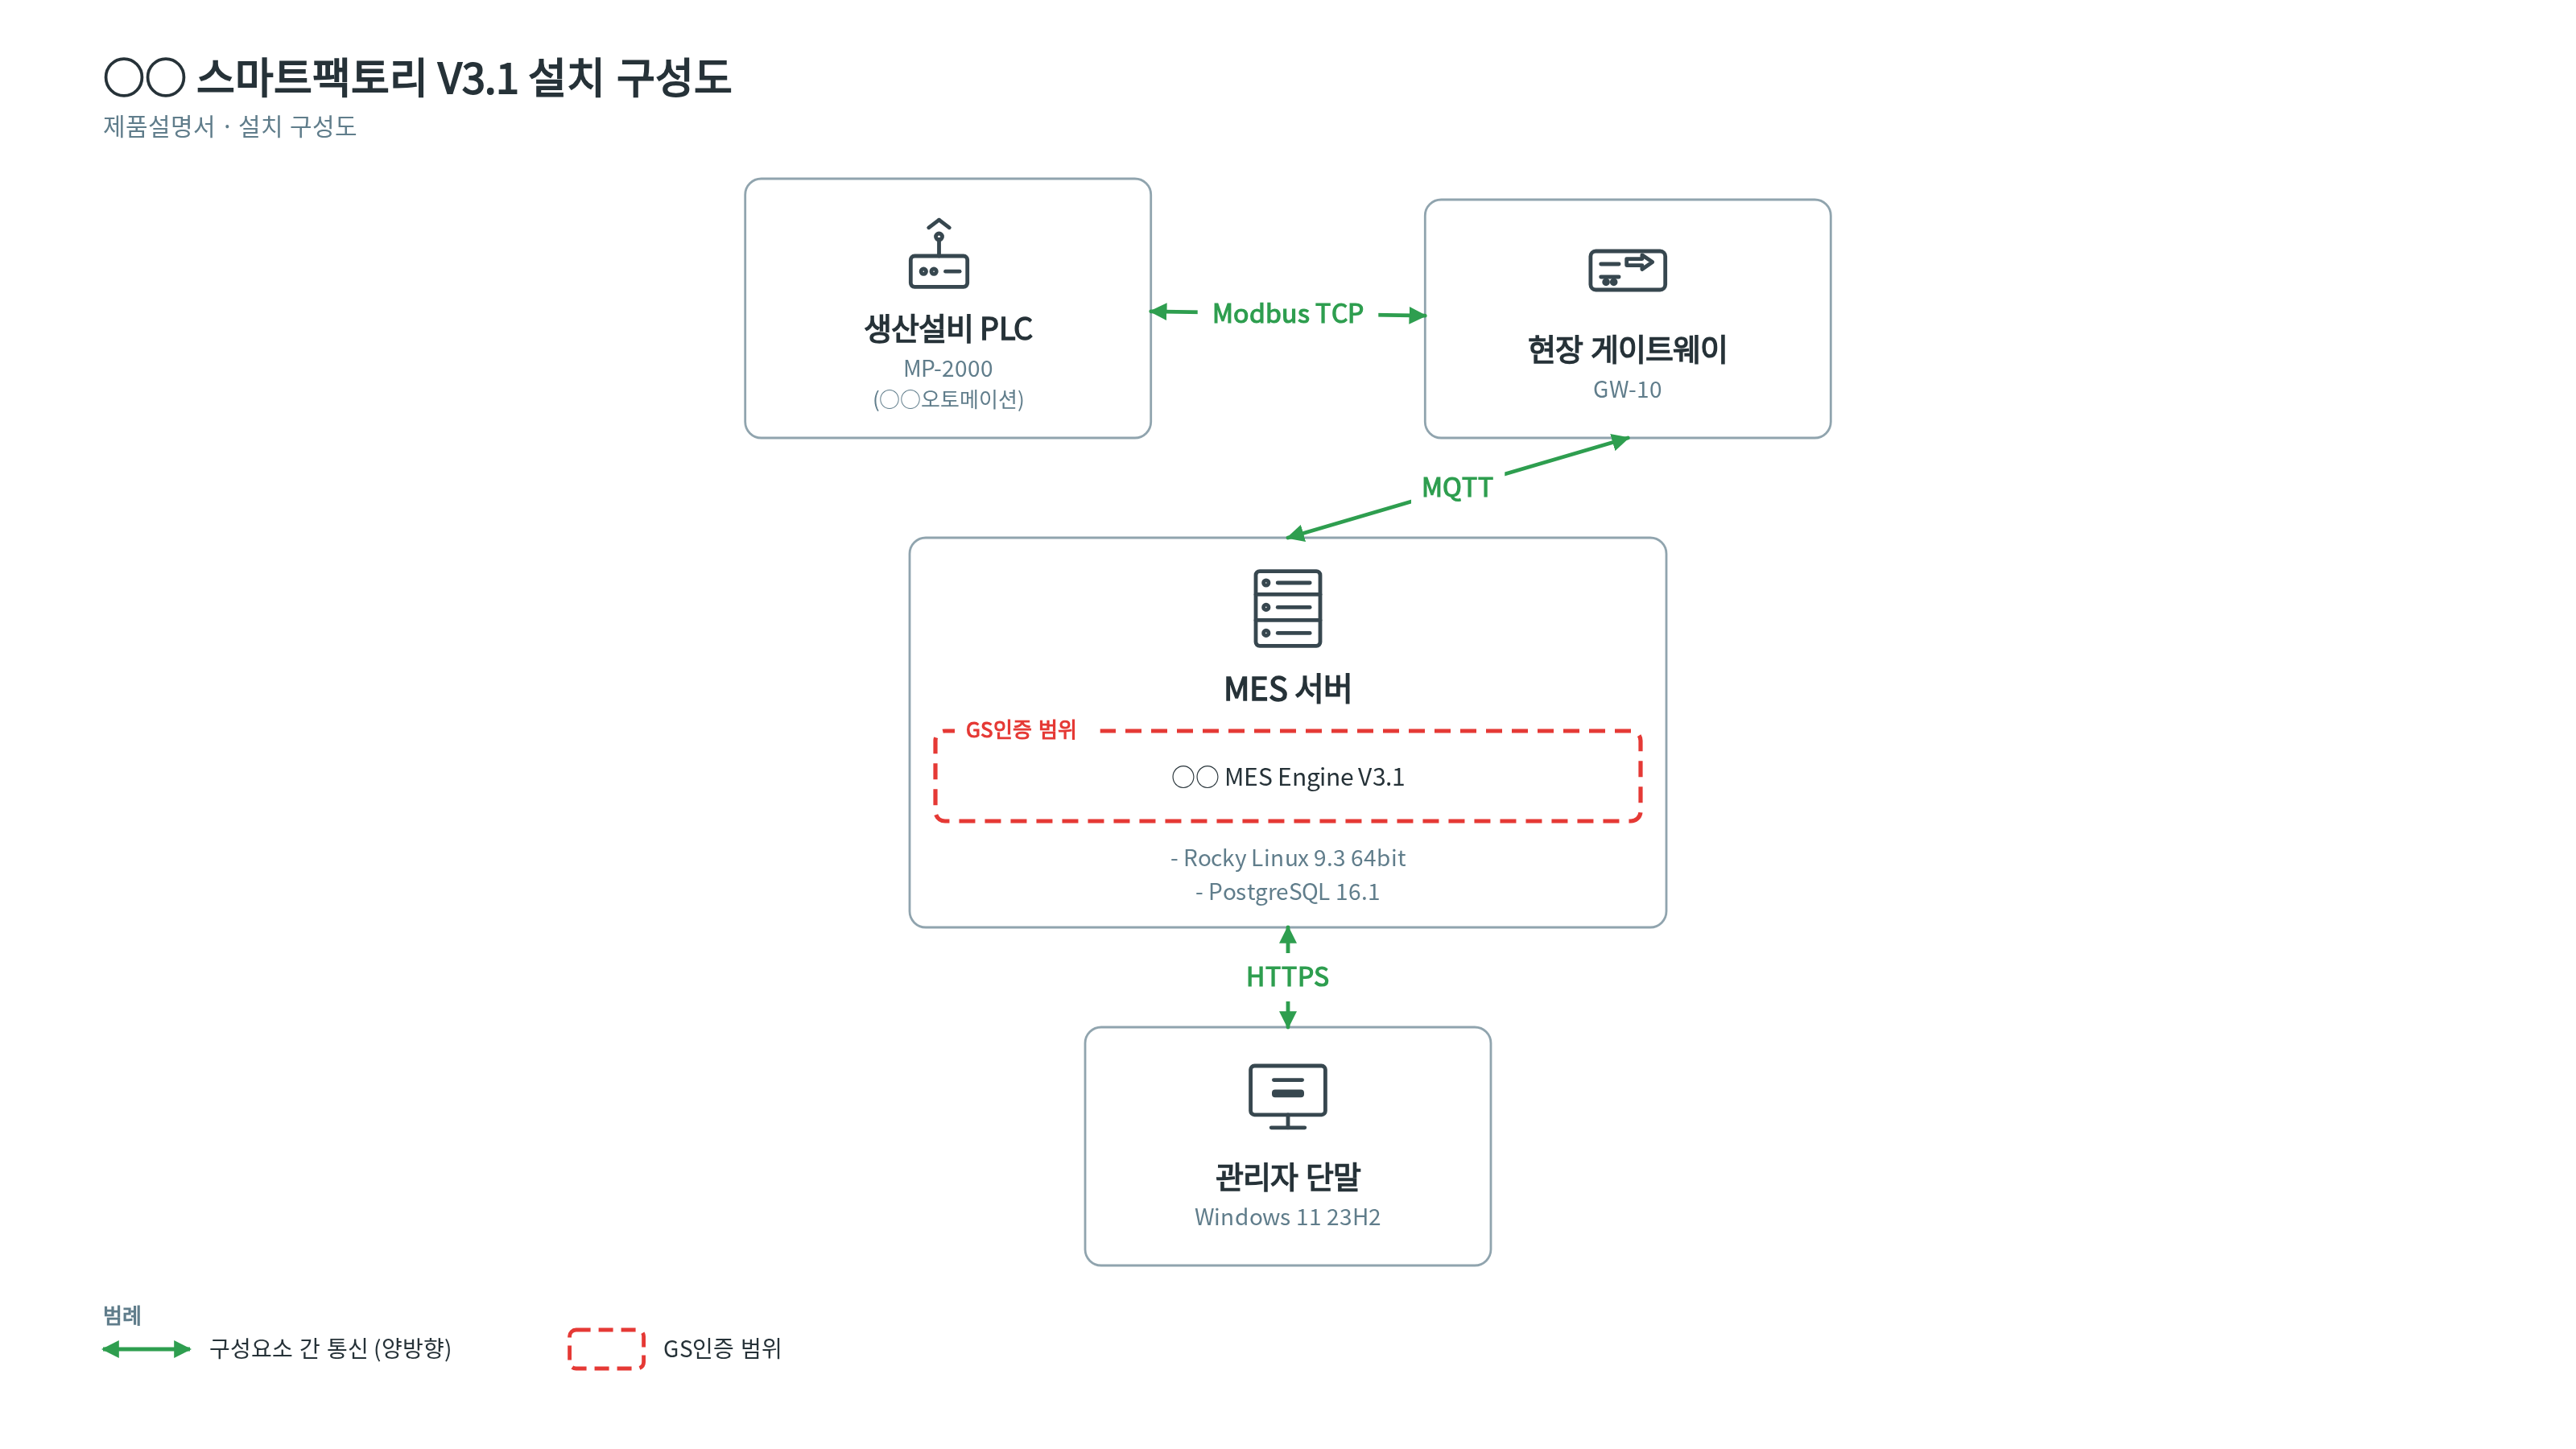 ○○ 스마트팩토리 V3.1 설치 구성도
제품설명서 · 설치 구성도
생산설비 PLC
MP-2000
(○○오토메이션)
Modbus TCP
현장 게이트웨이
GW-10
MQTT
MES 서버
GS인증 범위
○○ MES Engine V3.1
- Rocky Linux 9.3 64bit
- PostgreSQL 16.1
HTTPS
관리자 단말
Windows 11 23H2
범례
구성요소 간 통신 (양방향)
GS인증 범위